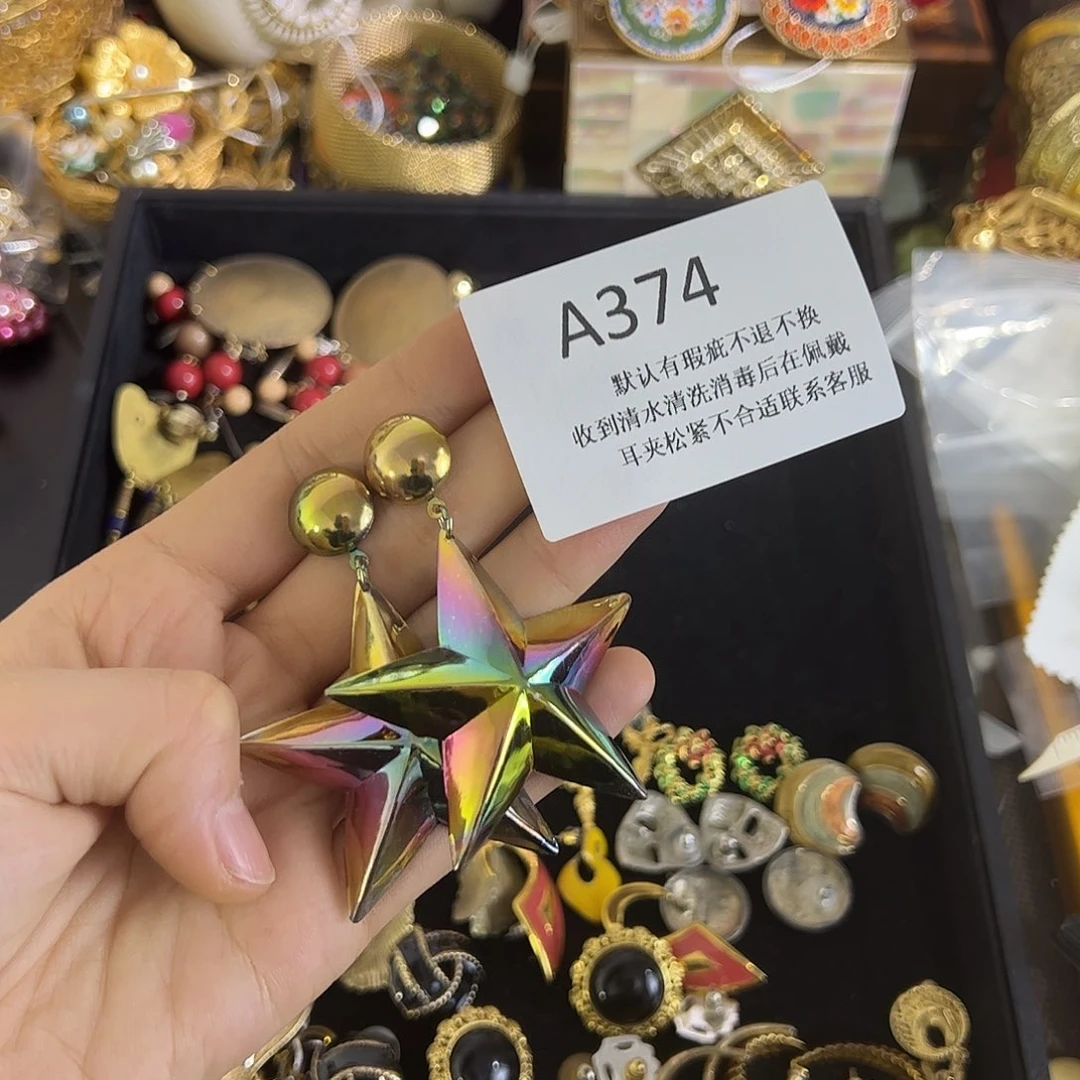 A374
默认有瑕疵不退不换
收到清水清洗消毒后在佩戴
耳夹松紧不合适联系客服